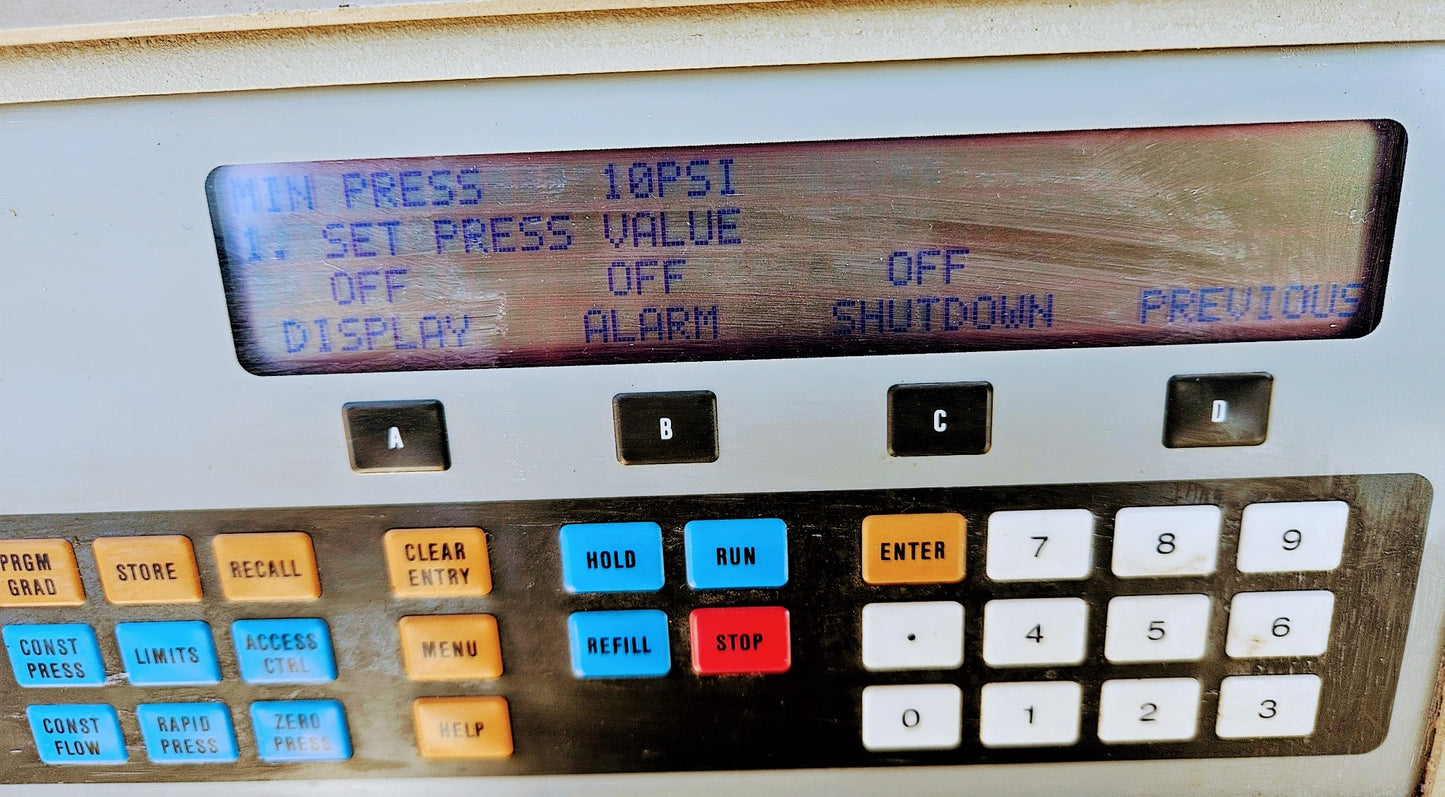 MIN PRESS 10PSI
1. SET PRESS VALUE
OFF OFF OFF
DISPLAY ALARM SHUTDOWN PREVIOUS
A B C D
PRGM GRAD
STORE
RECALL
CLEAR ENTRY
HOLD
RUN
ENTER
7 8 9
CONST PRESS
LIMITS
ACCESS CTRL
MENU
REFILL
STOP
. 4 5 6
CONST FLOW
RAPID PRESS
ZERO PRESS
HELP
0 1 2 3